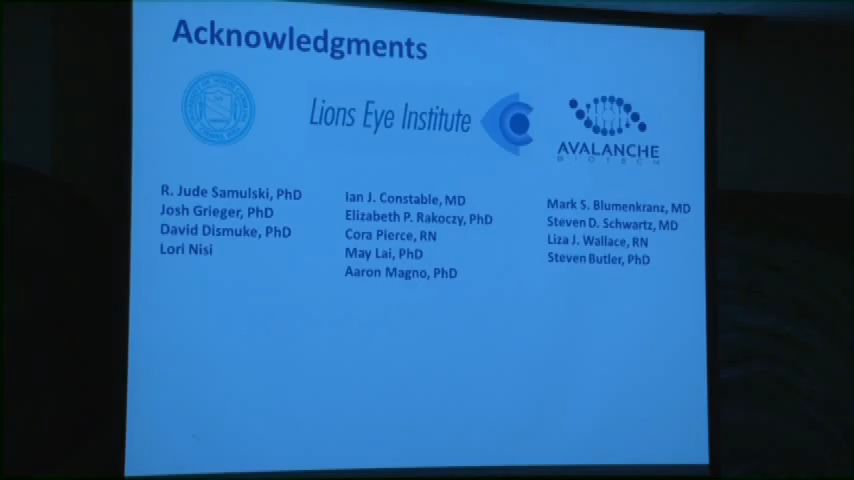 Acknowledgments
Lions Eye Institute
AVALANCHE
BIOTECH
R. Jude Samulski, PhD
Josh Grieger, PhD
David Dismuke, PhD
Lori Nisi
Ian J. Constable, MD
Elizabeth P. Rakoczy, PhD
Cora Pierce, RN
May Lai, PhD
Aaron Magno, PhD
Mark S. Blumenkranz, MD
Steven D. Schwartz, MD
Liza J. Wallace, RN
Steven Butler, PhD